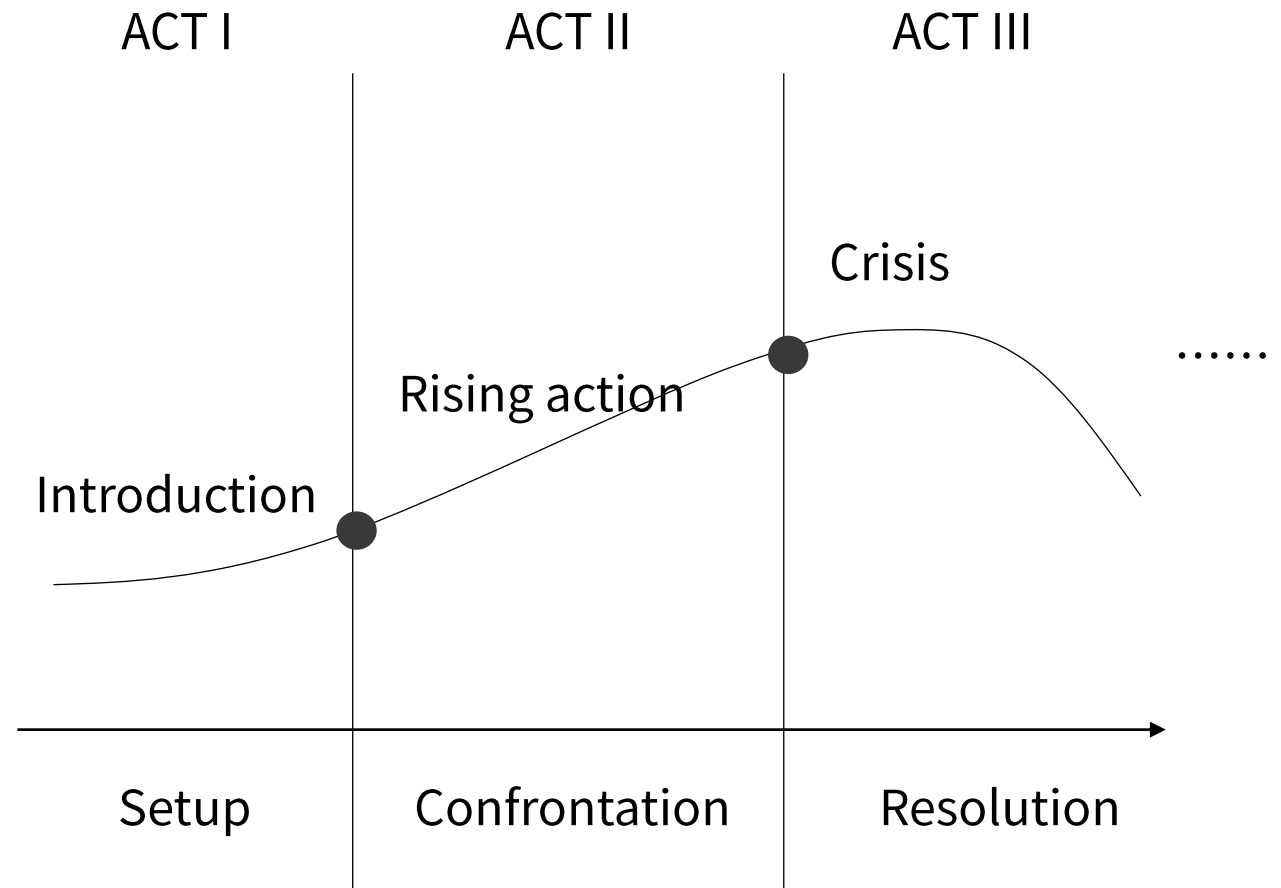 ACT I
ACT II
ACT III
Crisis
......
Rising action
Introduction
Setup
Confrontation
Resolution